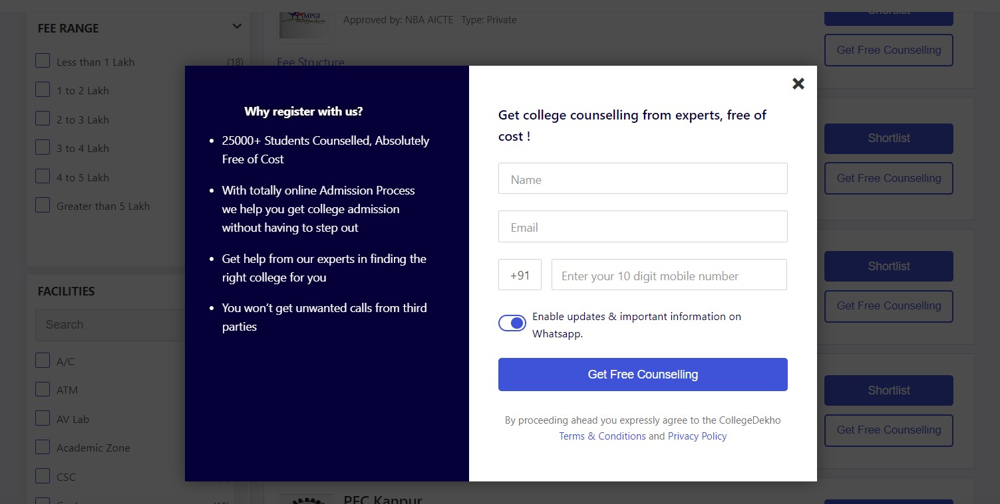 FEE RANGE
Less than 1 Lakh
(18)
1 to 2 Lakh
2 to 3 Lakh
3 to 4 Lakh
4 to 5 Lakh
Greater than 5 Lakh
FACILITIES
Search
A/C
ATM
AV Lab
Academic Zone
CSC
MPGI
Approved by: NBA AICTE Type: Private
Fee Structure
Why register with us?
• 25000+ Students Counselled, Absolutely
Free of Cost
• With totally online Admission Process
we help you get college admission
without having to step out
• Get help from our experts in finding the
right college for you
• You won’t get unwanted calls from third
parties
Get college counselling from experts, free of
cost !
Name
Email
+91
Enter your 10 digit mobile number
Enable updates & important information on
Whatsapp.
Get Free Counselling
By proceeding ahead you expressly agree to the CollegeDekho
Terms & Conditions and Privacy Policy
Shortlist
Get Free Counselling
Shortlist
Get Free Counselling
Shortlist
Get Free Counselling
Shortlist
Get Free Counselling
Kanpur